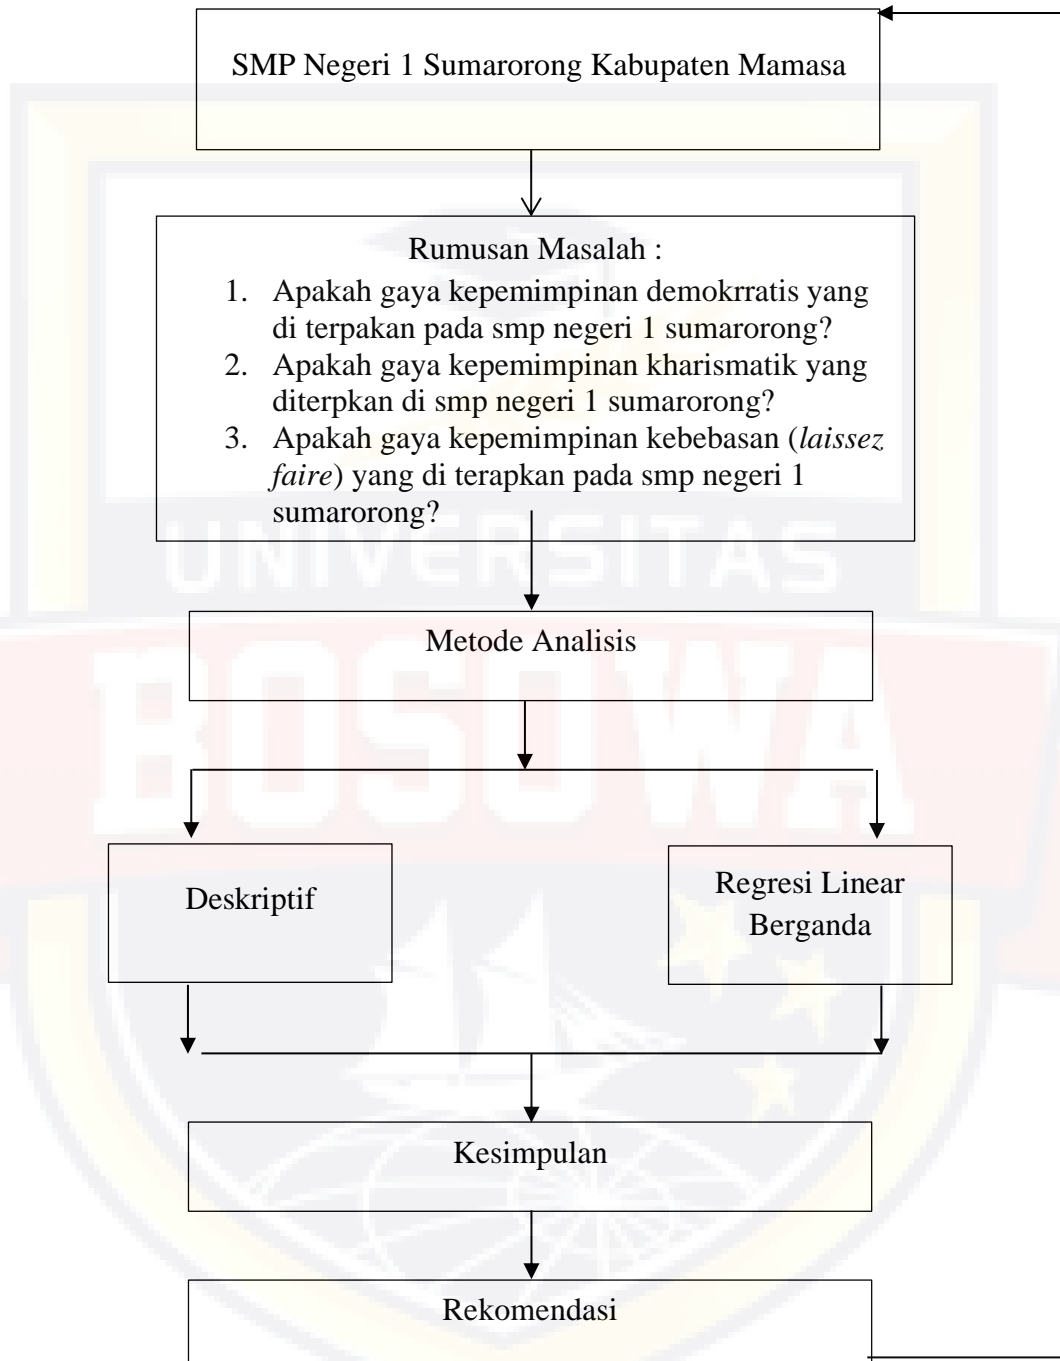 SMP Negeri 1 Sumarorong Kabupaten Mamasa
Rumusan Masalah :
1. Apakah gaya kepemimpinan demokrratis yang
di terpakan pada smp negeri 1 sumarorong?
2. Apakah gaya kepemimpinan kharismatik yang
diterpkan di smp negeri 1 sumarorong?
3. Apakah gaya kepemimpinan kebebasan (laissez
faire) yang di terapkan pada smp negeri 1
sumarorong?
UNIVERSITAS
Metode Analisis
BOSOWA
Deskriptif
Regresi Linear
Berganda
Kesimpulan
Rekomendasi